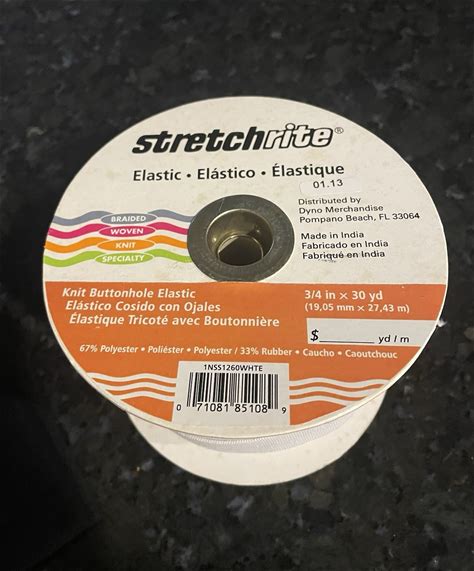 stretchrite®
Elastic • Elástico • Élastique
01.13
Distributed by
Dyno Merchandise
Pompano Beach, FL 33064
Made in India
Fabricado en India
Fabriqué en India
BRAIDED
WOVEN
KNIT
SPECIALTY
Knit Buttonhole Elastic
Elástico Cosido con Ojales
Élastique Tricoté avec Boutonnière
3/4 in x 30 yd
(19,05 mm x 27,43 m)
$ ______ yd / m
67% Polyester • Poliéster • Polyester / 33% Rubber • Caucho • Caoutchouc
1NSS1260WHTE
0 71081 85108 9